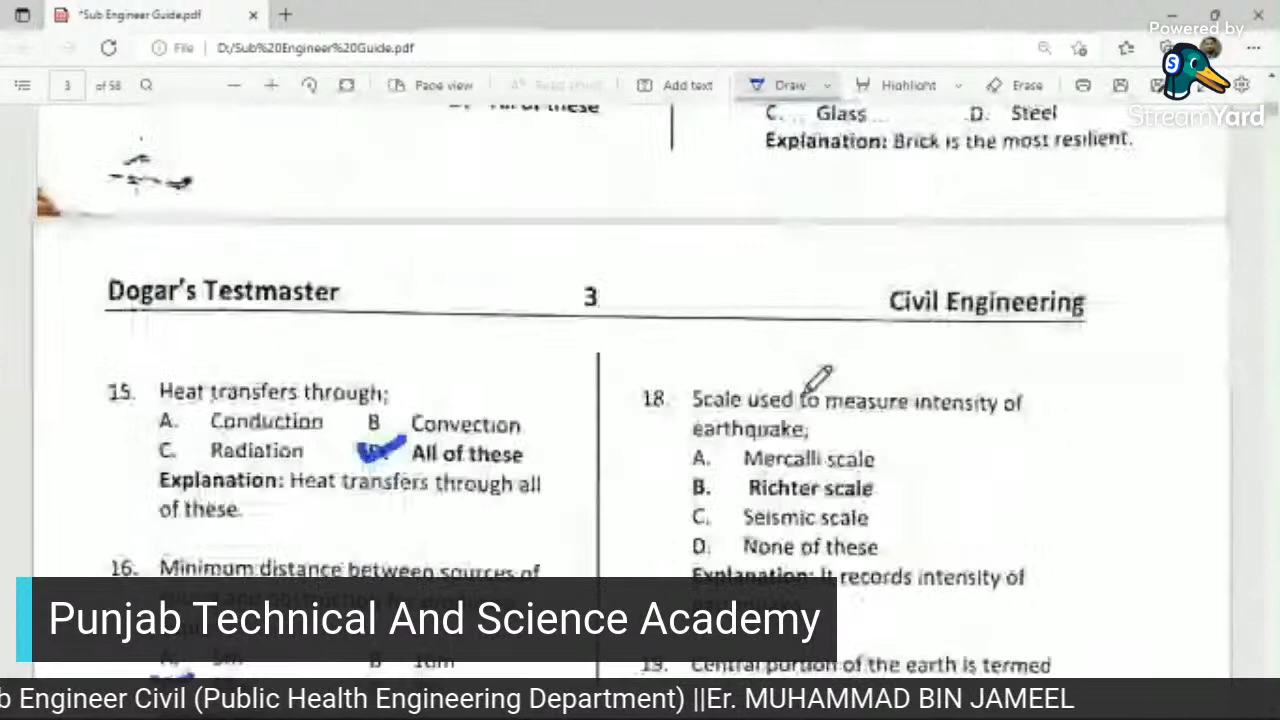 *Sub Engineer Guide.pdf
Powered by
File
D:/Sub%20Engineer%20Guide.pdf
3
of 58
Page view
Add text
Draw
Highlight
Erase
StreamYard
All of these
C. Glass D. Steel
Explanation: Brick is the most resilient.
Dogar's Testmaster
3
Civil Engineering
15. Heat transfers through;
A. Conduction B Convection
C. Radiation All of these
Explanation: Heat transfers through all
of these.
16. Minimum distance between sources of
18. Scale used to measure intensity of
earthquake;
A. Mercalli scale
B. Richter scale
C. Seismic scale
D. None of these
Explanation: It records intensity of
19. Central portion of the earth is termed
Punjab Technical And Science Academy
b Engineer Civil (Public Health Engineering Department) ||Er. MUHAMMAD BIN JAMEEL